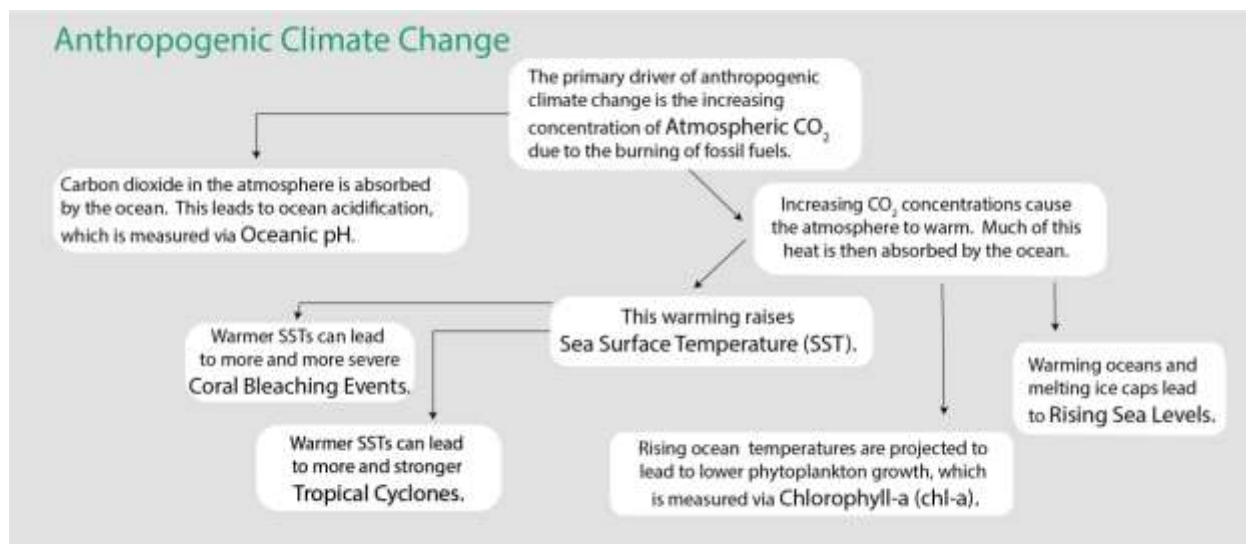 Anthropogenic Climate Change
The primary driver of anthropogenic
climate change is the increasing
concentration of Atmospheric CO₂
due to the burning of fossil fuels.
Carbon dioxide in the atmosphere is absorbed
by the ocean. This leads to ocean acidification,
which is measured via Oceanic pH.
Increasing CO₂ concentrations cause
the atmosphere to warm. Much of this
heat is then absorbed by the ocean.
This warming raises
Sea Surface Temperature (SST).
Warmer SSTs can lead
to more and more severe
Coral Bleaching Events.
Warmer SSTs can lead
to more and stronger
Tropical Cyclones.
Rising ocean temperatures are projected to
lead to lower phytoplankton growth, which
is measured via Chlorophyll-a (chl-a).
Warming oceans and
melting ice caps lead
to Rising Sea Levels.